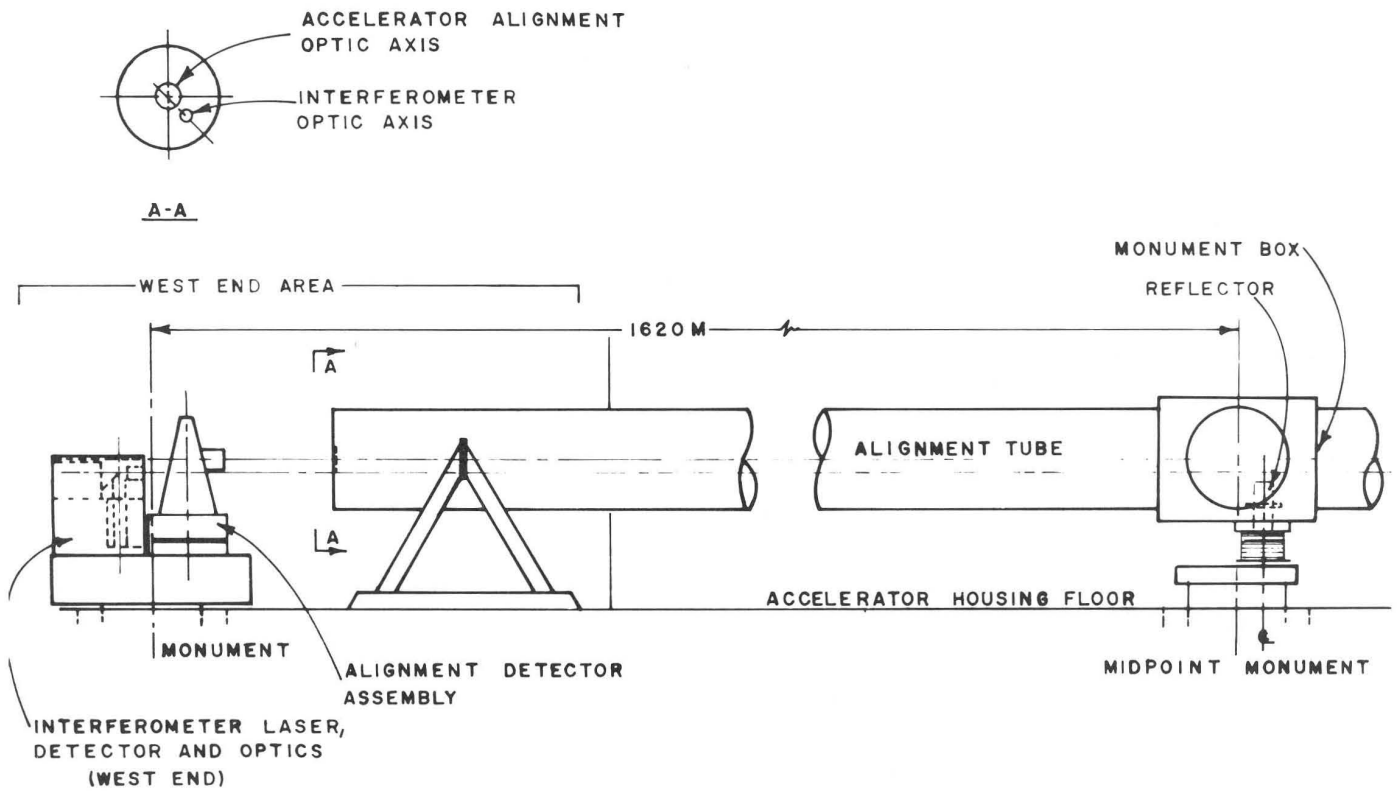 ACCELERATOR ALIGNMENT
OPTIC AXIS
INTERFEROMETER
OPTIC AXIS
A-A
MONUMENT BOX
REFLECTOR
WEST END AREA
1620 M
A
ALIGNMENT TUBE
A
ACCELERATOR HOUSING FLOOR
MONUMENT
℄
MIDPOINT MONUMENT
ALIGNMENT DETECTOR
ASSEMBLY
INTERFEROMETER LASER,
DETECTOR AND OPTICS
(WEST END)